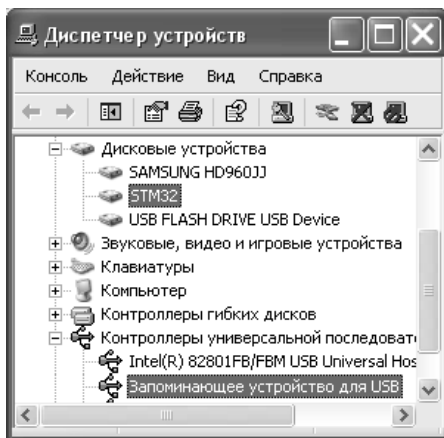 Диспетчер устройств
Консоль Действие Вид Справка
Дисковые устройства
SAMSUNG HD960JJ
STM32
USB FLASH DRIVE USB Device
Звуковые, видео и игровые устройства
Клавиатуры
Компьютер
Контроллеры гибких дисков
Контроллеры универсальной последоват
Intel(R) 82801FB/FBM USB Universal Hos
Запоминающее устройство для USB